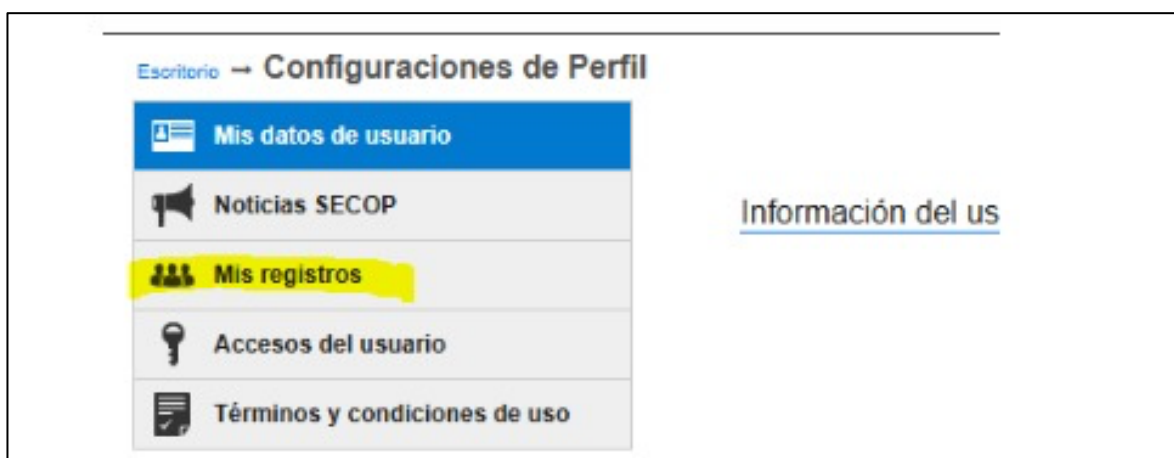 Escritorio → Configuraciones de Perfil
Mis datos de usuario
Noticias SECOP
Información del us
Mis registros
Accesos del usuario
Términos y condiciones de uso